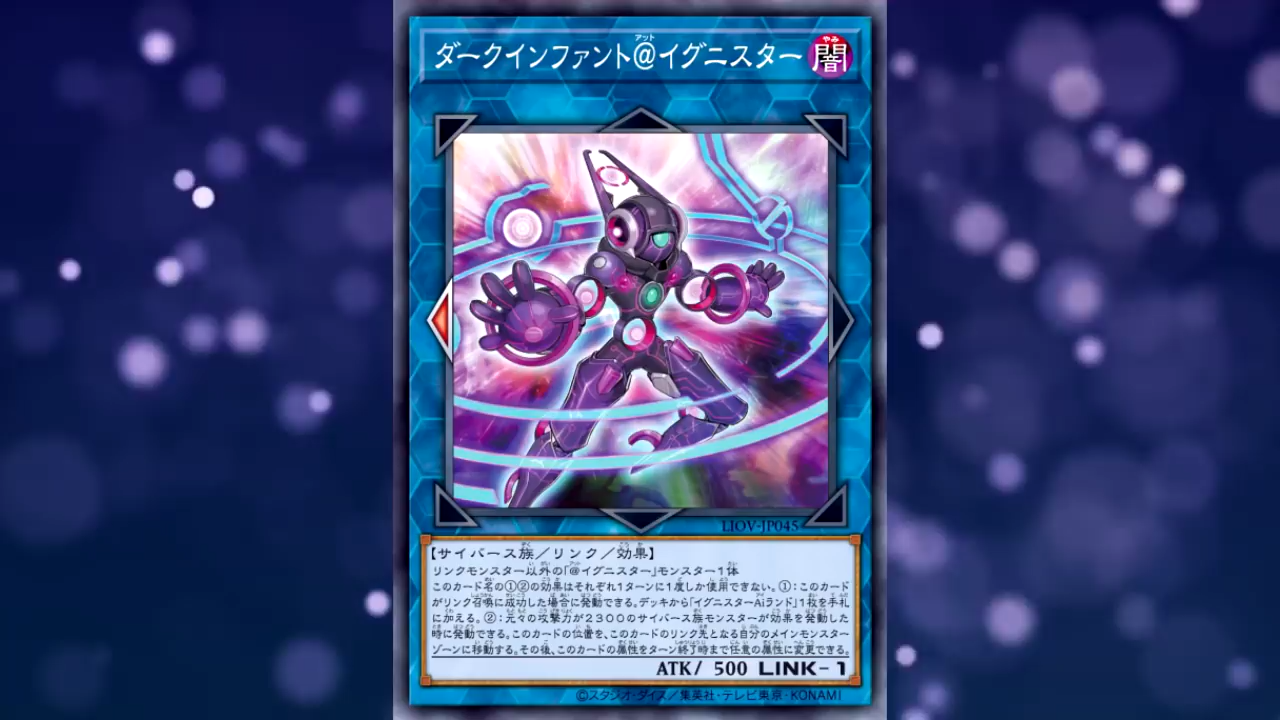 アット
ダークインファント@イグニスター
やみ
闇
LIOV-JP045
【サイバース族／リンク／効果】
リンクモンスター以外の「@イグニスター」モンスター1体
このカード名の①②の効果はそれぞれ1ターンに1度しか使用できない。①：このカード
がリンク召喚に成功した場合に発動できる。デッキから「イグニスターAiランド」1枚を手札
に加える。②：元々の攻撃力が2300のサイバース族モンスターが効果を発動した
時に発動できる。このカードの位置を、このカードのリンク先となる自分のメインモンスター
ゾーンに移動する。その後、このカードの属性をターン終了時まで任意の属性に変更できる。
ATK/ 500 LINK-1
©スタジオ・ダイス／集英社・テレビ東京・KONAMI